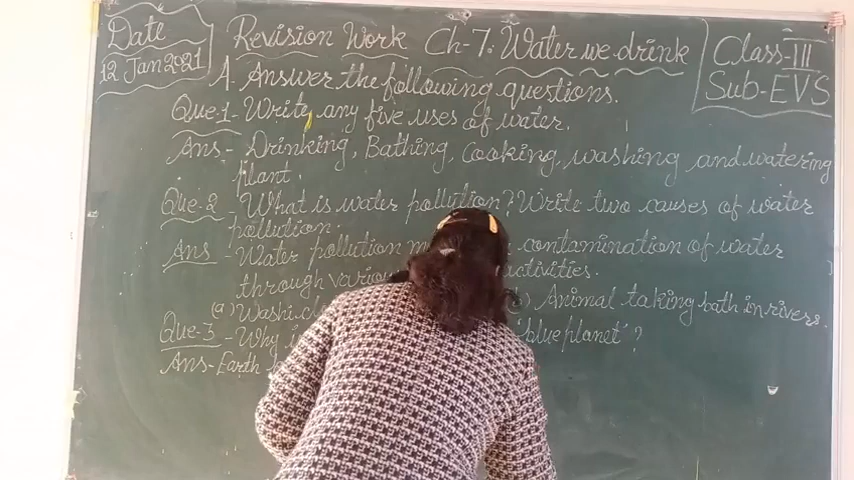 Date
12 Jan 2021
Revision Work Ch-7: Water we drink
Class-III
Sub-EVS
A. Answer the following questions.
Que-1- Write any five uses of water.
Ans- Drinking, Bathing, cooking, washing and watering
plant.
Que-2- What is water pollution? Write two causes of water
pollution.
Ans - Water pollution contamination of water
through activities.
(a) Animal taking bath in rivers.
Que-3- Why 'blue planet'?
Ans- Earth